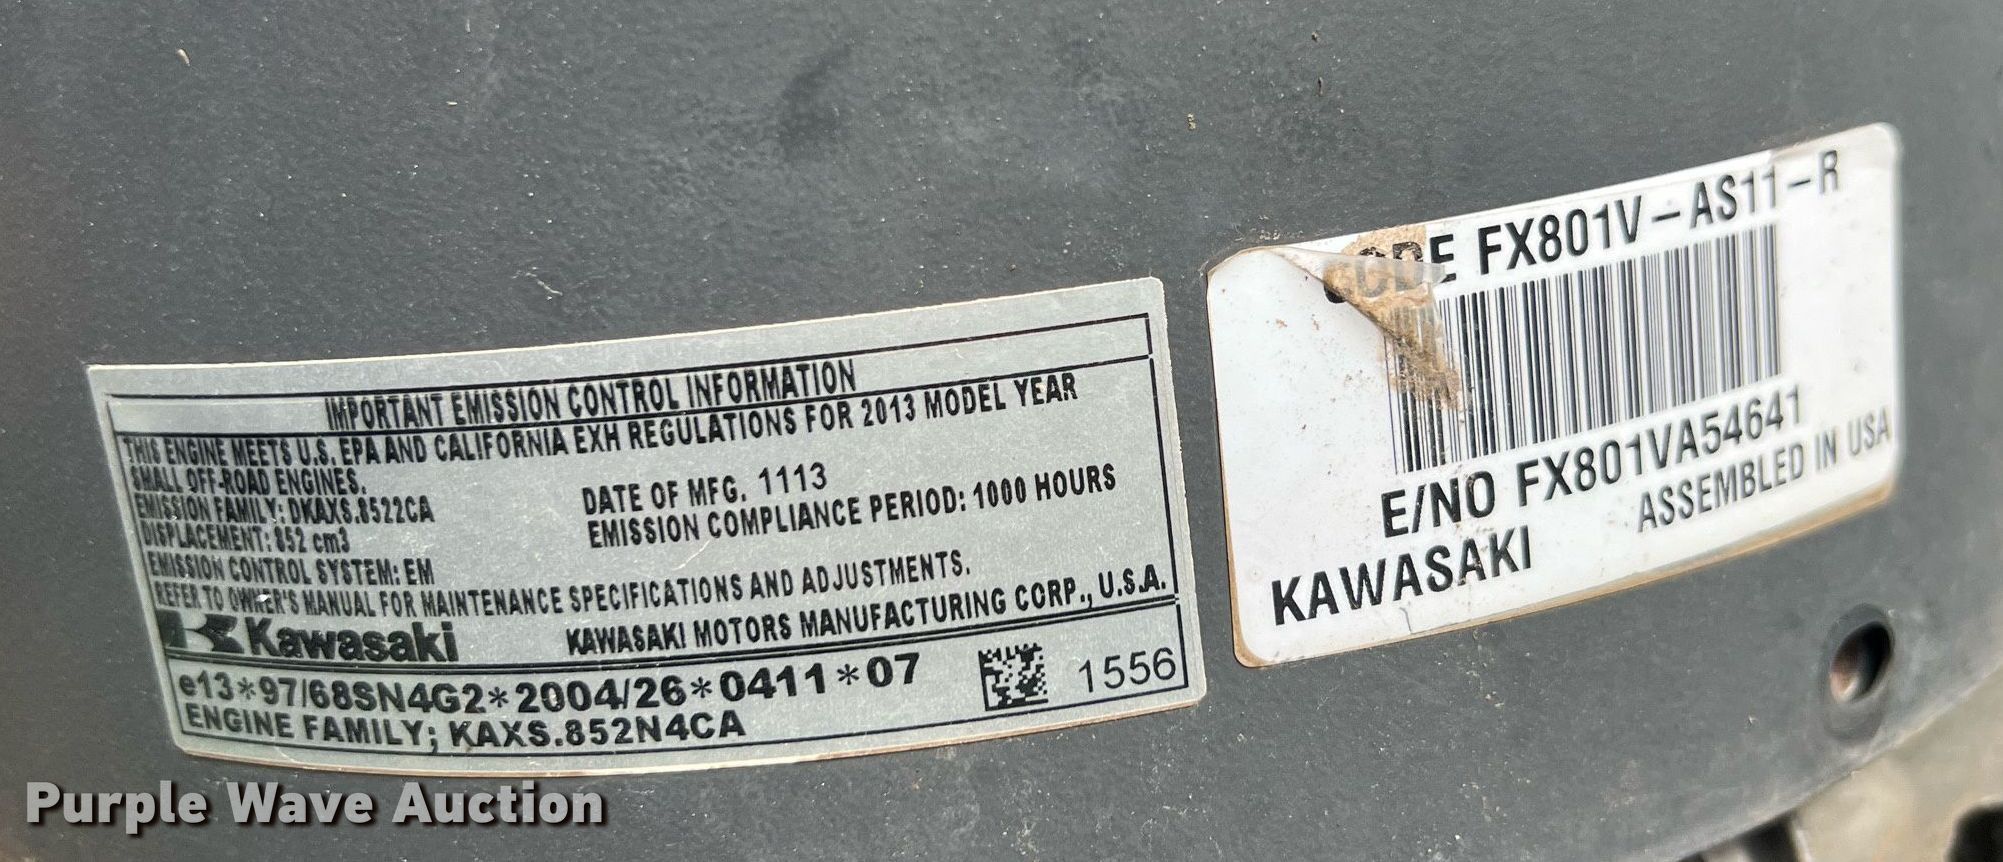 IMPORTANT EMISSION CONTROL INFORMATION
THIS ENGINE MEETS U.S. EPA AND CALIFORNIA EXH REGULATIONS FOR 2013 MODEL YEAR
SMALL OFF-ROAD ENGINES.
EMISSION FAMILY: DKAXS.8522CA
DATE OF MFG. 1113
DISPLACEMENT: 852 cm3
EMISSION COMPLIANCE PERIOD: 1000 HOURS
EMISSION CONTROL SYSTEM: EM
REFER TO OWNER'S MANUAL FOR MAINTENANCE SPECIFICATIONS AND ADJUSTMENTS.
Kawasaki
KAWASAKI MOTORS MANUFACTURING CORP., U.S.A.
e13*97/68SN4G2*2004/26*0411*07
1556
ENGINE FAMILY; KAXS.852N4CA
CODE FX801V-AS11-R
E/NO FX801VA54641
KAWASAKI
ASSEMBLED IN USA
Purple Wave Auction